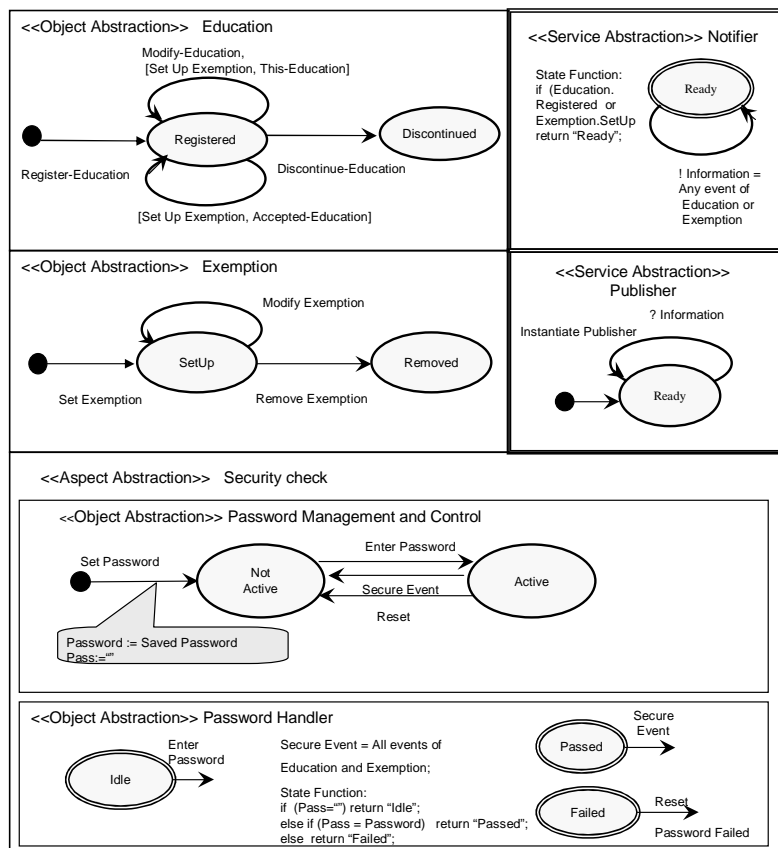 <<Object Abstraction>> Education
Modify-Education,
[Set Up Exemption, This-Education]
Registered
Discontinued
Register-Education
Discontinue-Education
[Set Up Exemption, Accepted-Education]
<<Service Abstraction>> Notifier
State Function:
if (Education.
Registered or
Exemption.SetUp
return “Ready”;
Ready
! Information =
Any event of
Education or
Exemption
<<Object Abstraction>> Exemption
Modify Exemption
SetUp
Removed
Set Exemption
Remove Exemption
<<Service Abstraction>>
Publisher
? Information
Instantiate Publisher
Ready
<<Aspect Abstraction>> Security check
<<Object Abstraction>> Password Management and Control
Set Password
Enter Password
Not
Active
Active
Secure Event
Reset
Password := Saved Password
Pass:=“”
<<Object Abstraction>> Password Handler
Enter
Password
Idle
Secure Event = All events of
Education and Exemption;
State Function:
if (Pass=“”) return “Idle”;
else if (Pass = Password) return “Passed”;
else return “Failed”;
Secure
Event
Passed
Failed
Reset
Password Failed